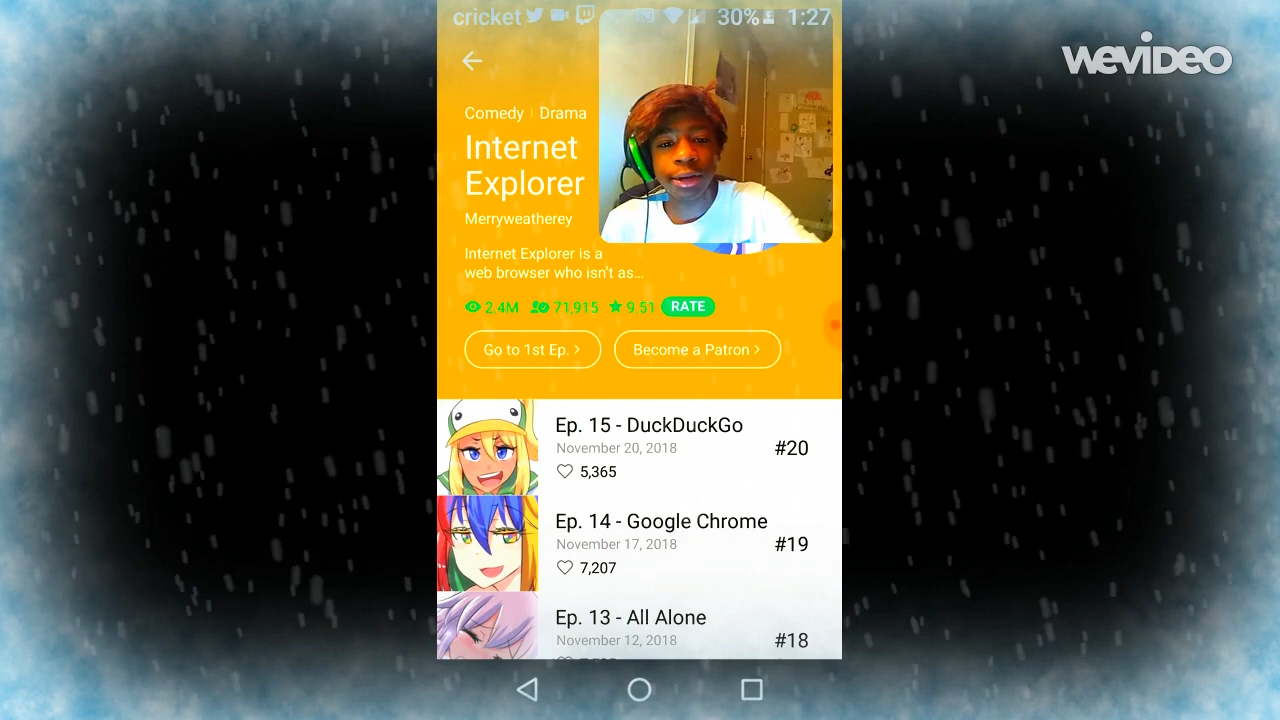 cricket 30% 1:27
WEVIDEO
Comedy Drama
Internet
Explorer
Merryweatherey
Internet Explorer is a
web browser who isn't as...
2.4M 71,915 9.51 RATE
Go to 1st Ep. > Become a Patron >
Ep. 15 - DuckDuckGo
November 20, 2018
#20
5,365
Ep. 14 - Google Chrome
November 17, 2018
#19
7,207
Ep. 13 - All Alone
November 12, 2018
#18